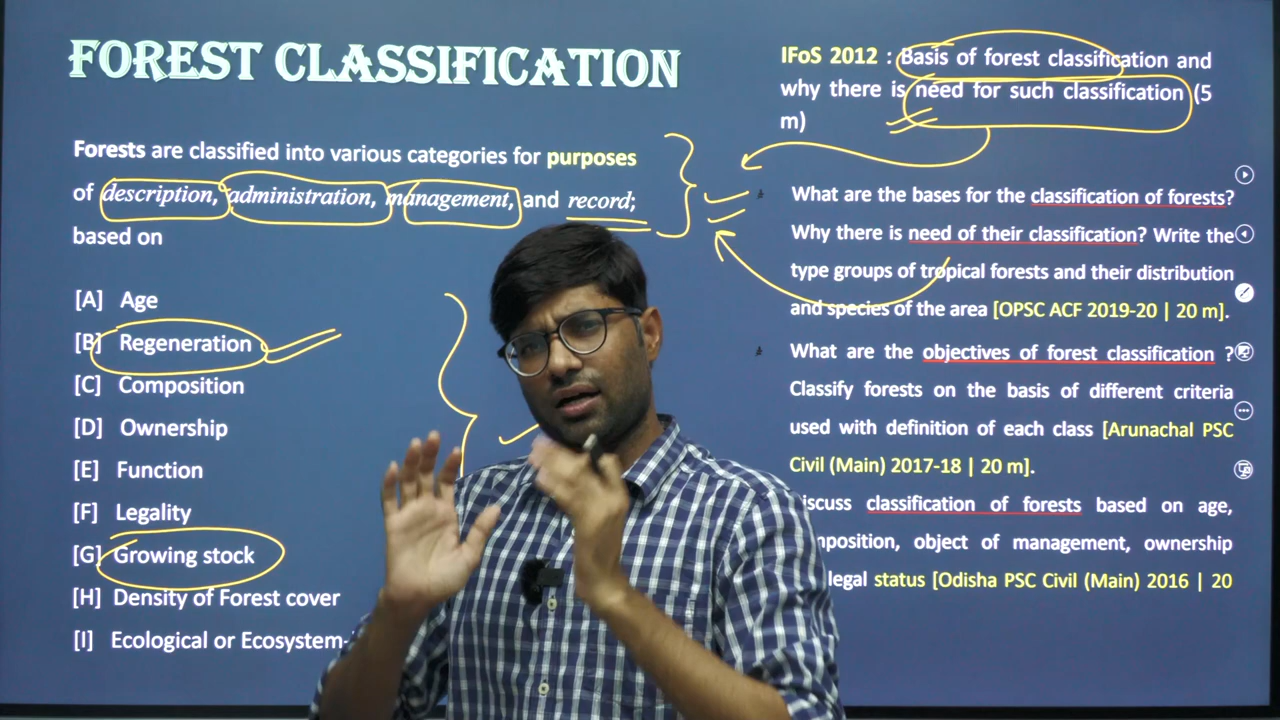 FOREST CLASSIFICATION
Forests are classified into various categories for purposes
of description, administration, management, and record;
based on
[A] Age
[B] Regeneration
[C] Composition
[D] Ownership
[E] Function
[F] Legality
[G] Growing stock
[H] Density of Forest cover
[I] Ecological or Ecosystem-
IFoS 2012 : Basis of forest classification and
why there is need for such classification (5
m)
What are the bases for the classification of forests?
Why there is need of their classification? Write the
type groups of tropical forests and their distribution
and species of the area [OPSC ACF 2019-20 | 20 m].
What are the objectives of forest classification ?
Classify forests on the basis of different criteria
used with definition of each class [Arunachal PSC
Civil (Main) 2017-18 | 20 m].
classification of forests based on age,
object of management, ownership
legal status [Odisha PSC Civil (Main) 2016 | 20